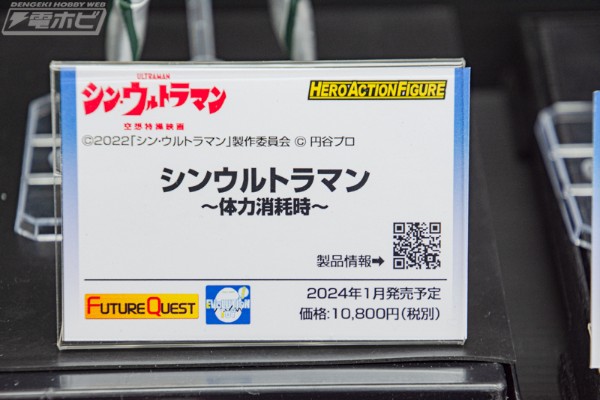 DENGEKI HOBBY WEB
電ホビ
ULTRAMAN
シン・ウルトラマン
空想特撮映画
HERO ACTION FIGURE
©2022「シン・ウルトラマン」製作委員会 © 円谷プロ
シンウルトラマン
～体力消耗時～
製品情報➡
FUTURE QUEST
EVOLUTION
2024年1月発売予定
価格:10,800円(税別)